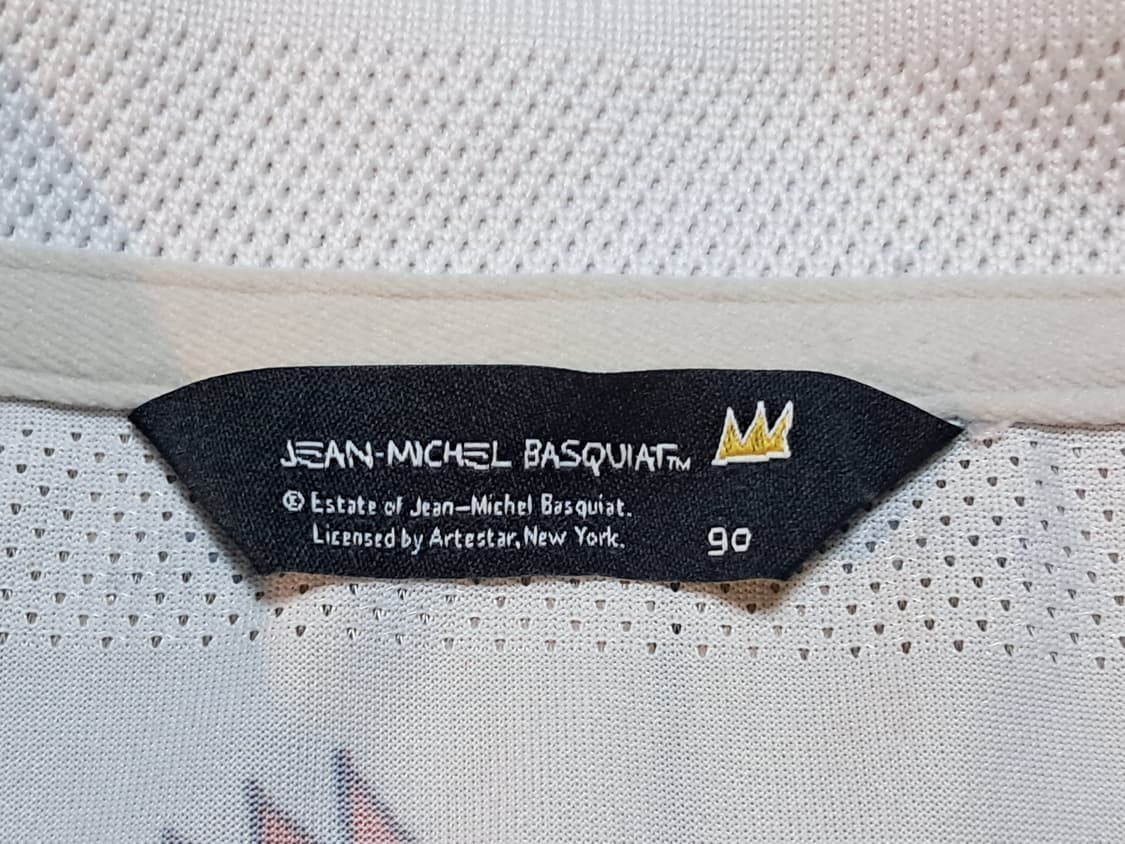 JEAN-MICHEL BASQUIAT™
© Estate of Jean-Michel Basquiat.
Licensed by Artestar, New York.
90